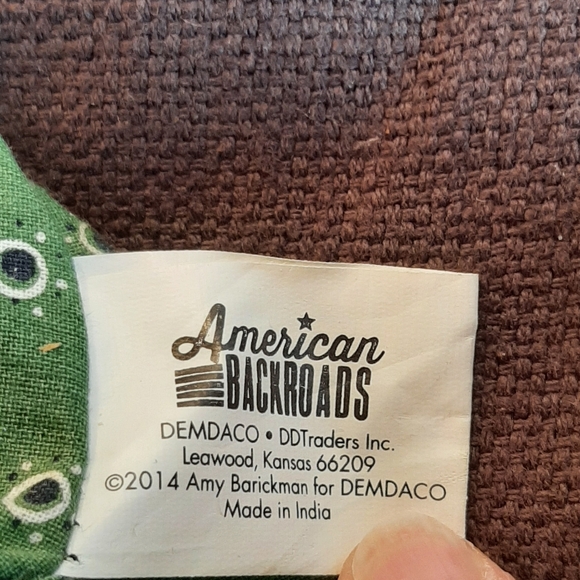 American
BACKROADS
DEMDACO • DDTraders Inc.
Leawood, Kansas 66209
©2014 Amy Barickman for DEMDACO
Made in India